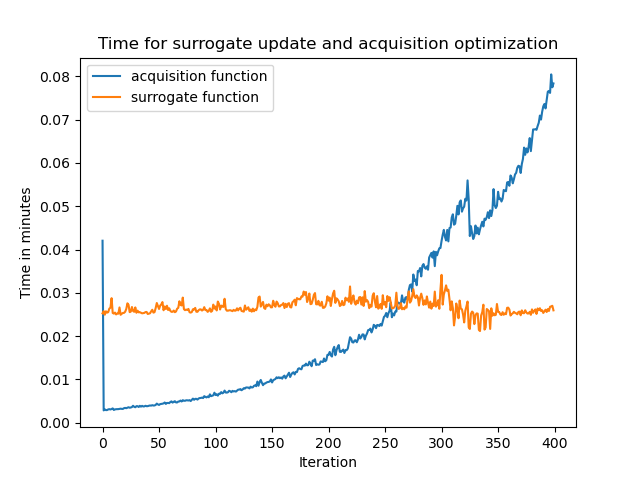 Time for surrogate update and acquisition optimization
acquisition function
surrogate function
Time in minutes
0.08
0.07
0.06
0.05
0.04
0.03
0.02
0.01
0.00
0 50 100 150 200 250 300 350 400
Iteration